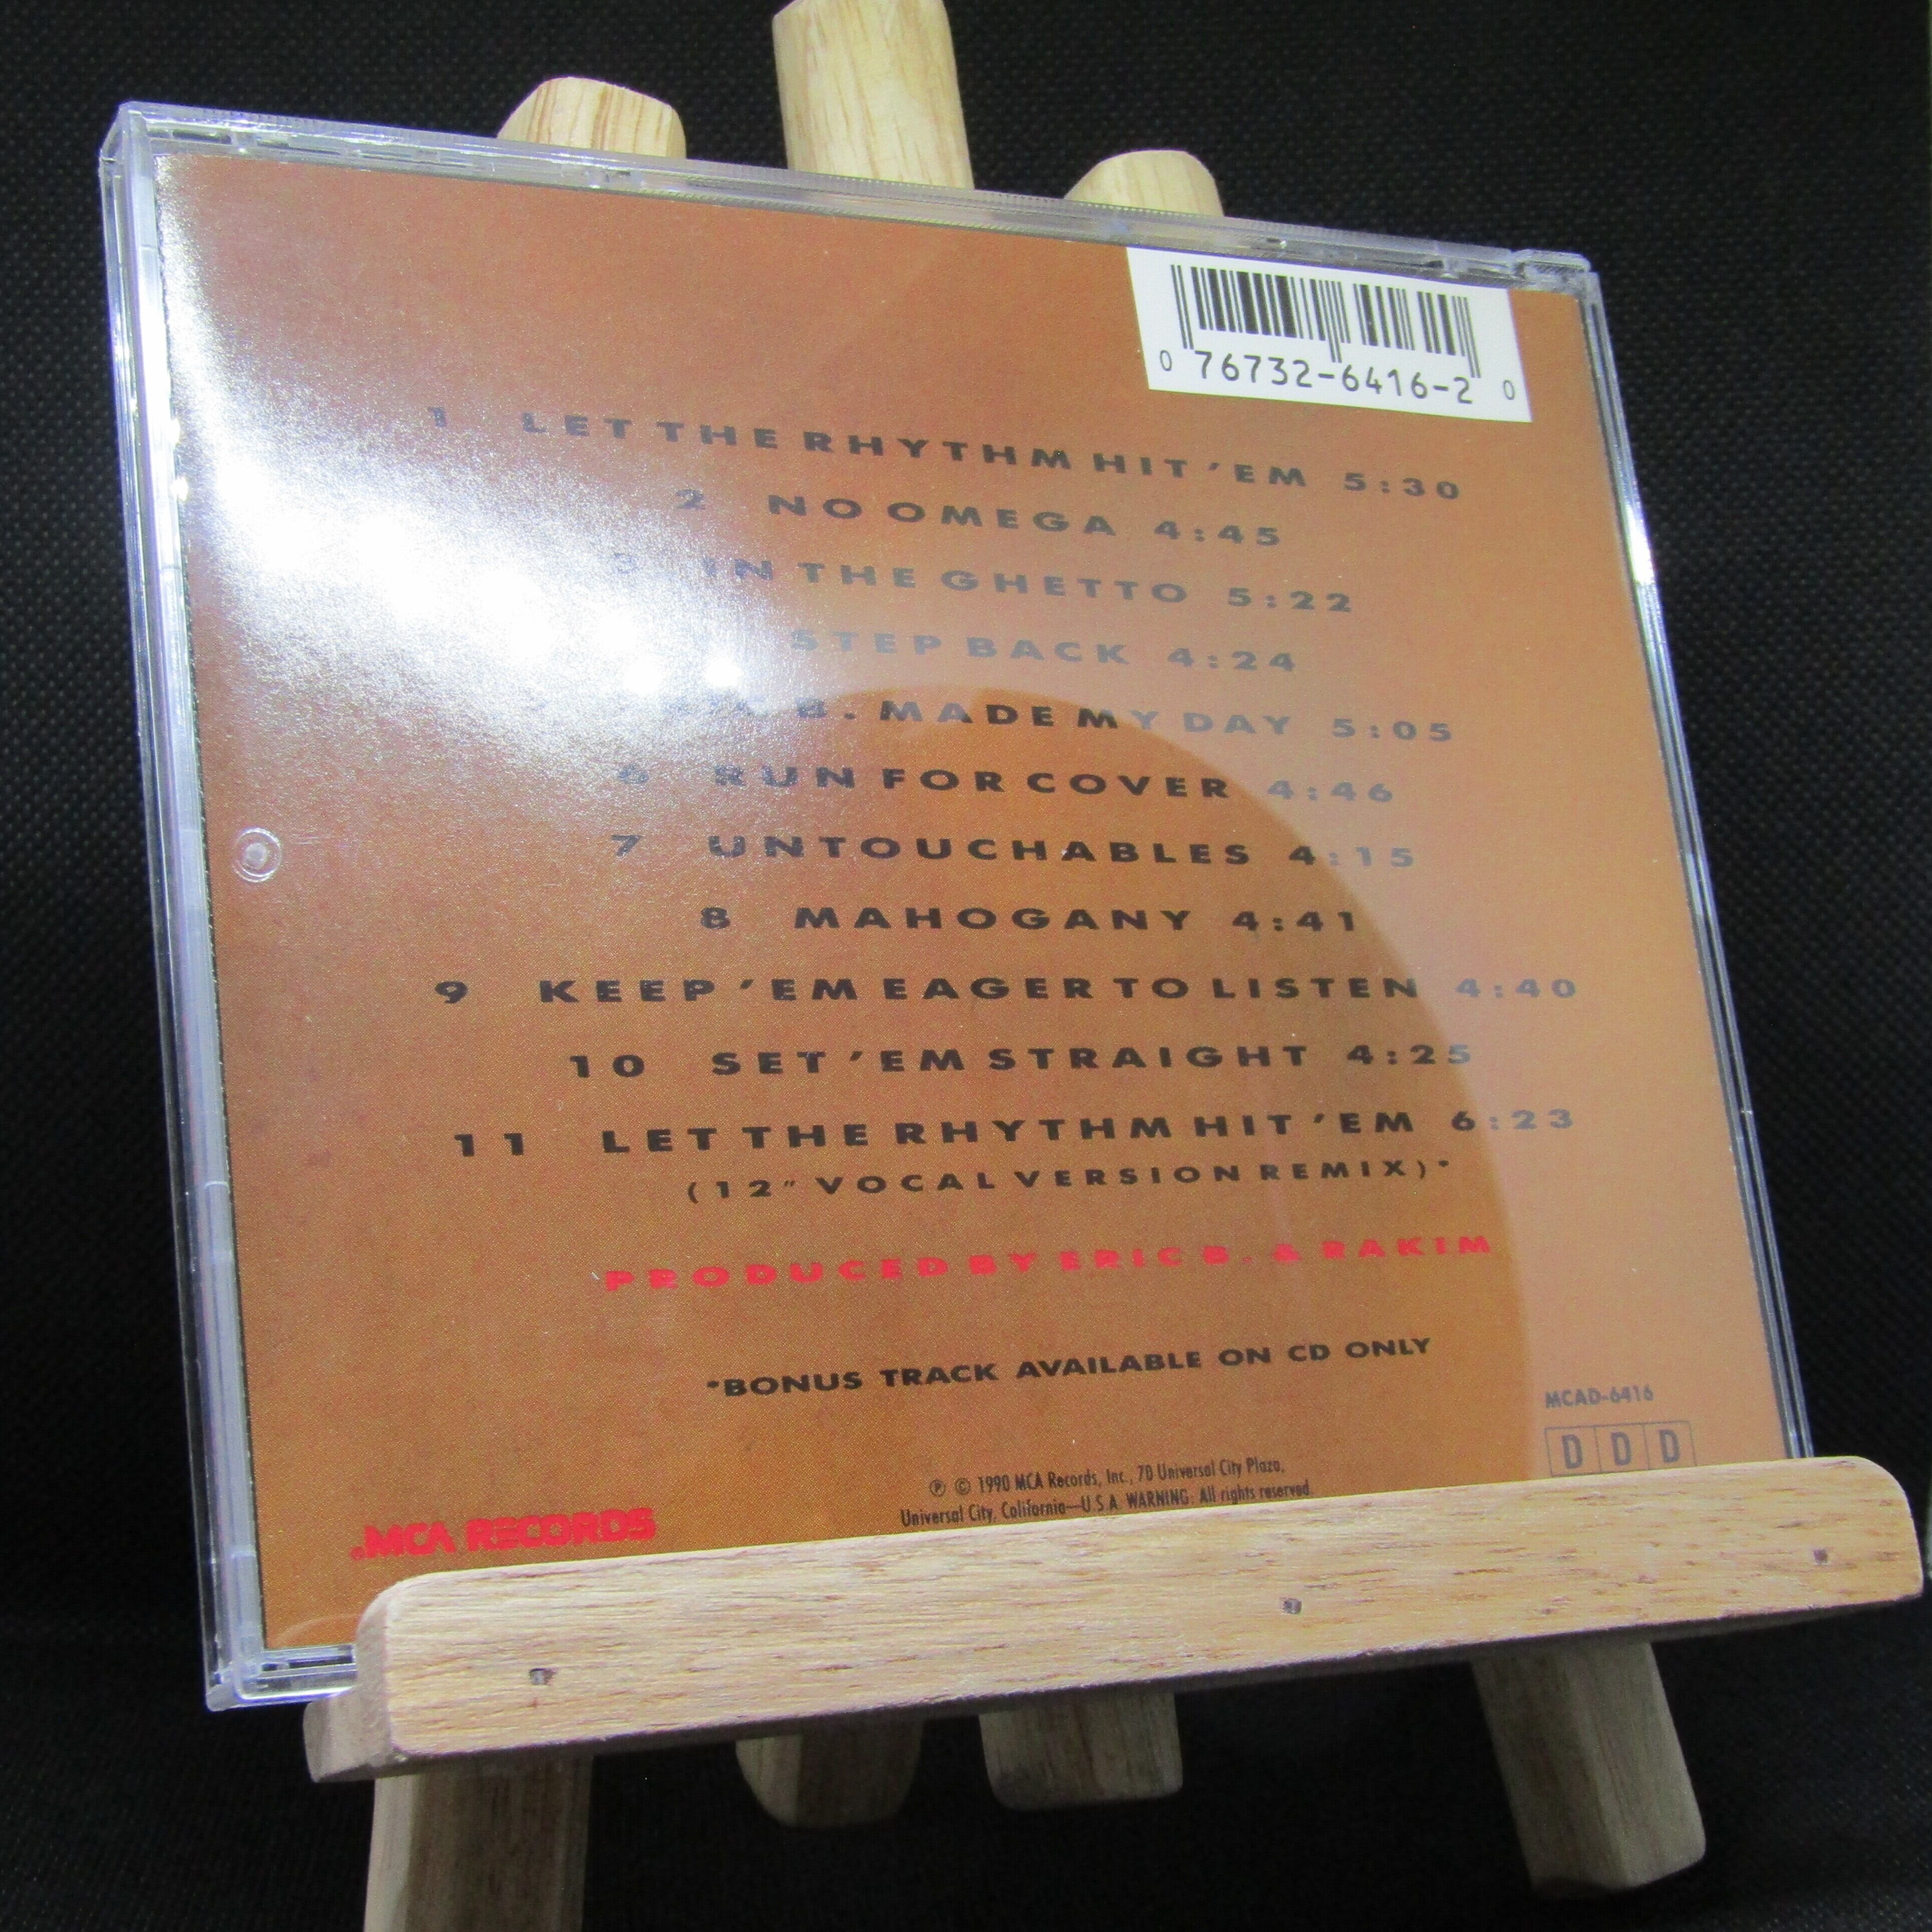 0 76732-6416-2 0
1 LET THE RHYTHM HIT 'EM 5:30
2 NO OMEGA 4:45
3 IN THE GHETTO 5:22
STEP BACK 4:24
B. MADE MY DAY 5:05
6 RUN FOR COVER 4:46
7 UNTOUCHABLES 4:15
8 MAHOGANY 4:41
9 KEEP 'EM EAGER TO LISTEN 4:40
10 SET 'EM STRAIGHT 4:25
11 LET THE RHYTHM HIT 'EM 6:23
(12" VOCAL VERSION REMIX)*
PRODUCED BY ERIC B. & RAKIM
*BONUS TRACK AVAILABLE ON CD ONLY
MCAD-6416
D D D
℗ © 1990 MCA Records, Inc., 70 Universal City Plaza,
Universal City, California—U.S.A. WARNING: All rights reserved.
MCA RECORDS